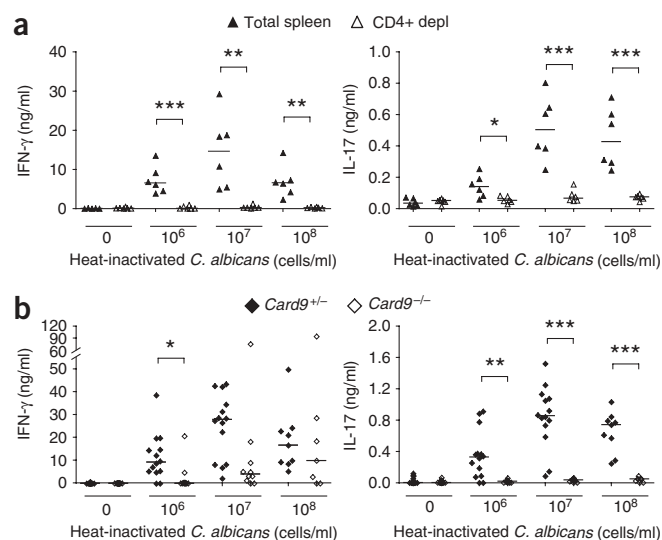 a
▲ Total spleen △ CD4+ depl
IFN-γ (ng/ml)
40
30
20
10
0
***
**
**
0 10⁶ 10⁷ 10⁸
Heat-inactivated C. albicans (cells/ml)
IL-17 (ng/ml)
1.0
0.8
0.6
0.4
0.2
0.0
*
***
***
0 10⁶ 10⁷ 10⁸
Heat-inactivated C. albicans (cells/ml)
b
◆ Card9⁺/⁻ ◇ Card9⁻/⁻
IFN-γ (ng/ml)
120
90
60
50
40
30
20
10
0
*
0 10⁶ 10⁷ 10⁸
Heat-inactivated C. albicans (cells/ml)
IL-17 (ng/ml)
2.0
1.6
1.2
0.8
0.4
0.0
**
***
***
0 10⁶ 10⁷ 10⁸
Heat-inactivated C. albicans (cells/ml)